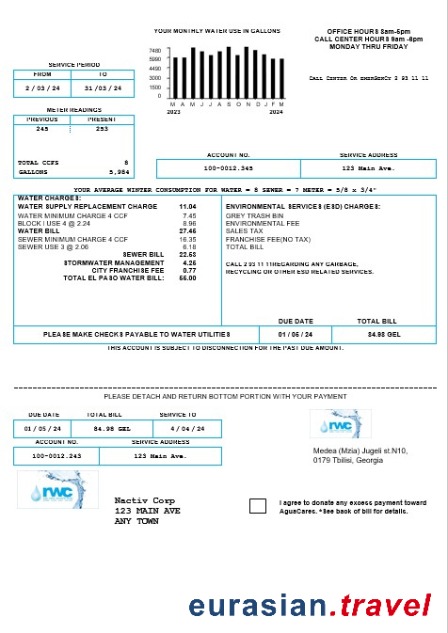 YOUR MONTHLY WATER USE IN GALLONS
OFFICE HOURS 8am-5pm
CALL CENTER HOURS 8am -8pm
MONDAY THRU FRIDAY
CALL CENTER OR EMERGENCY 2 93 11 11
7480
5990
M A M J J A S O N D J F M
2023 2024
SERVICE PERIOD
FROM TO
2 / 03 / 24 31 / 03 / 24
METER READINGS
PREVIOUS PRESENT
245 253
TOTAL CCFS 8
GALLONS 5,984
ACCOUNT NO. SERVICE ADDRESS
100-0012.345 123 Main Ave.
YOUR AVERAGE WINTER CONSUMPTION FOR WATER = 8 SEWER = 7 METER = 5/8 x 3/4"
WATER CHARGES:
WATER SUPPLY REPLACEMENT CHARGE 11.04
WATER MINIMUM CHARGE 4 CCF 7.45
BLOCK I USE 4 @ 2.24 8.96
WATER BILL 27.46
SEWER MINIMUM CHARGE 4 CCF 16.35
SEWER USE 3 @ 2.06 6.18
SEWER BILL 22.53
STORMWATER MANAGEMENT 4.25
CITY FRANCHISE FEE 0.77
TOTAL EL PASO WATER BILL: 55.00
ENVIRONMENTAL SERVICE (ESD) CHARGES:
GREY TRASH BIN
ENVIRONMENTAL FEE
SALES TAX
FRANCHISE FEE(NO TAX)
TOTAL BILL
CALL 2 93 11 11REGARDING ANY GARBAGE,
RECYCLING OR OTHER ESD RELATED SERVICES.
DUE DATE TOTAL BILL
PLEASE MAKE CHECKS PAYABLE TO WATER UTILITIES 01 / 05 / 24 84.98 GEL
THIS ACCOUNT IS SUBJECT TO DISCONNECTION FOR THE PAST DUE AMOUNT.
PLEASE DETACH AND RETURN BOTTOM PORTION WITH YOUR PAYMENT
DUE DATE TOTAL BILL SERVICE TO
01 / 05 / 24 84.98 GEL 4 / 04 / 24
ACCOUNT NO. SERVICE ADDRESS
100-0012.243 123 Main Ave.
rwc
Medea (Mzia) Jugeli st.N10,
0179 Tbilisi, Georgia
rwc
Nactiv Corp
123 MAIN AVE
ANY TOWN
I agree to donate any excess payment toward
AguaCares. *See back of bill for details.
eurasian.travel